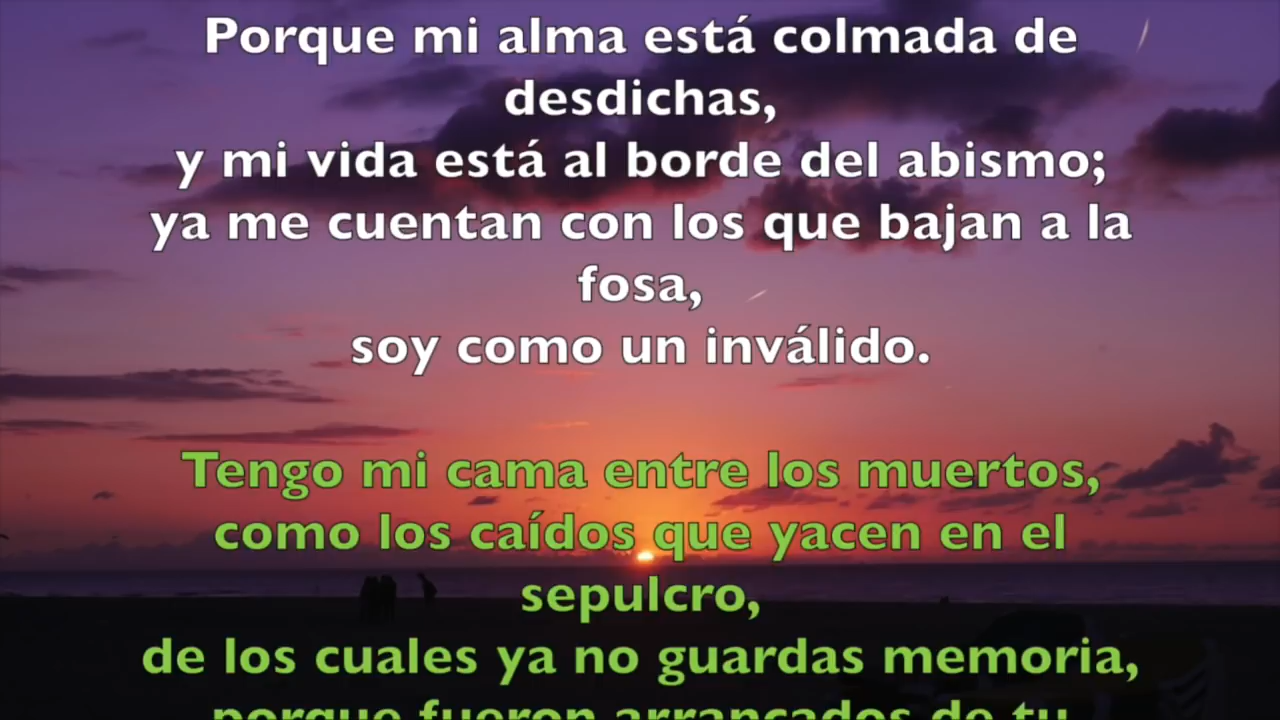 Porque mi alma está colmada de
desdichas,
y mi vida está al borde del abismo;
ya me cuentan con los que bajan a la
fosa,
soy como un inválido.
Tengo mi cama entre los muertos,
como los caídos que yacen en el
sepulcro,
de los cuales ya no guardas memoria,
porque fueron arrancados de tu